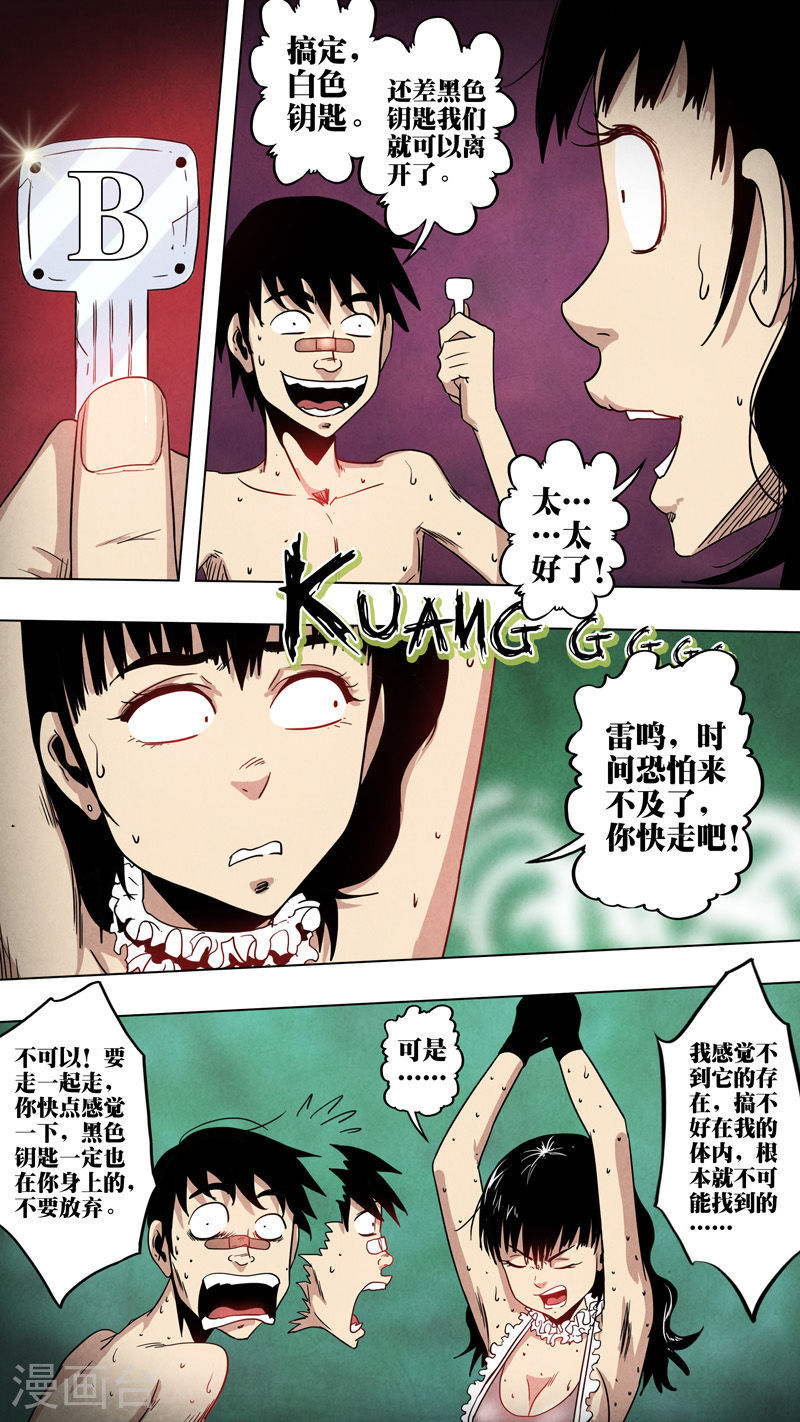 B
搞定，
白色
钥匙。
还差黑色
钥匙我们
就可以离
开了。
太…
…太
好了！
KUANG G G G G
雷鸣，时
间恐怕来
不及了，
你快走吧！
不可以！要
走一起走，
你快点感觉
一下，黑色
钥匙一定也
在你身上的，
不要放弃。
可是
……
我感觉不
到它的存
在，搞不
好在我的
体内，根
本就不可
能找到的
……
漫画台